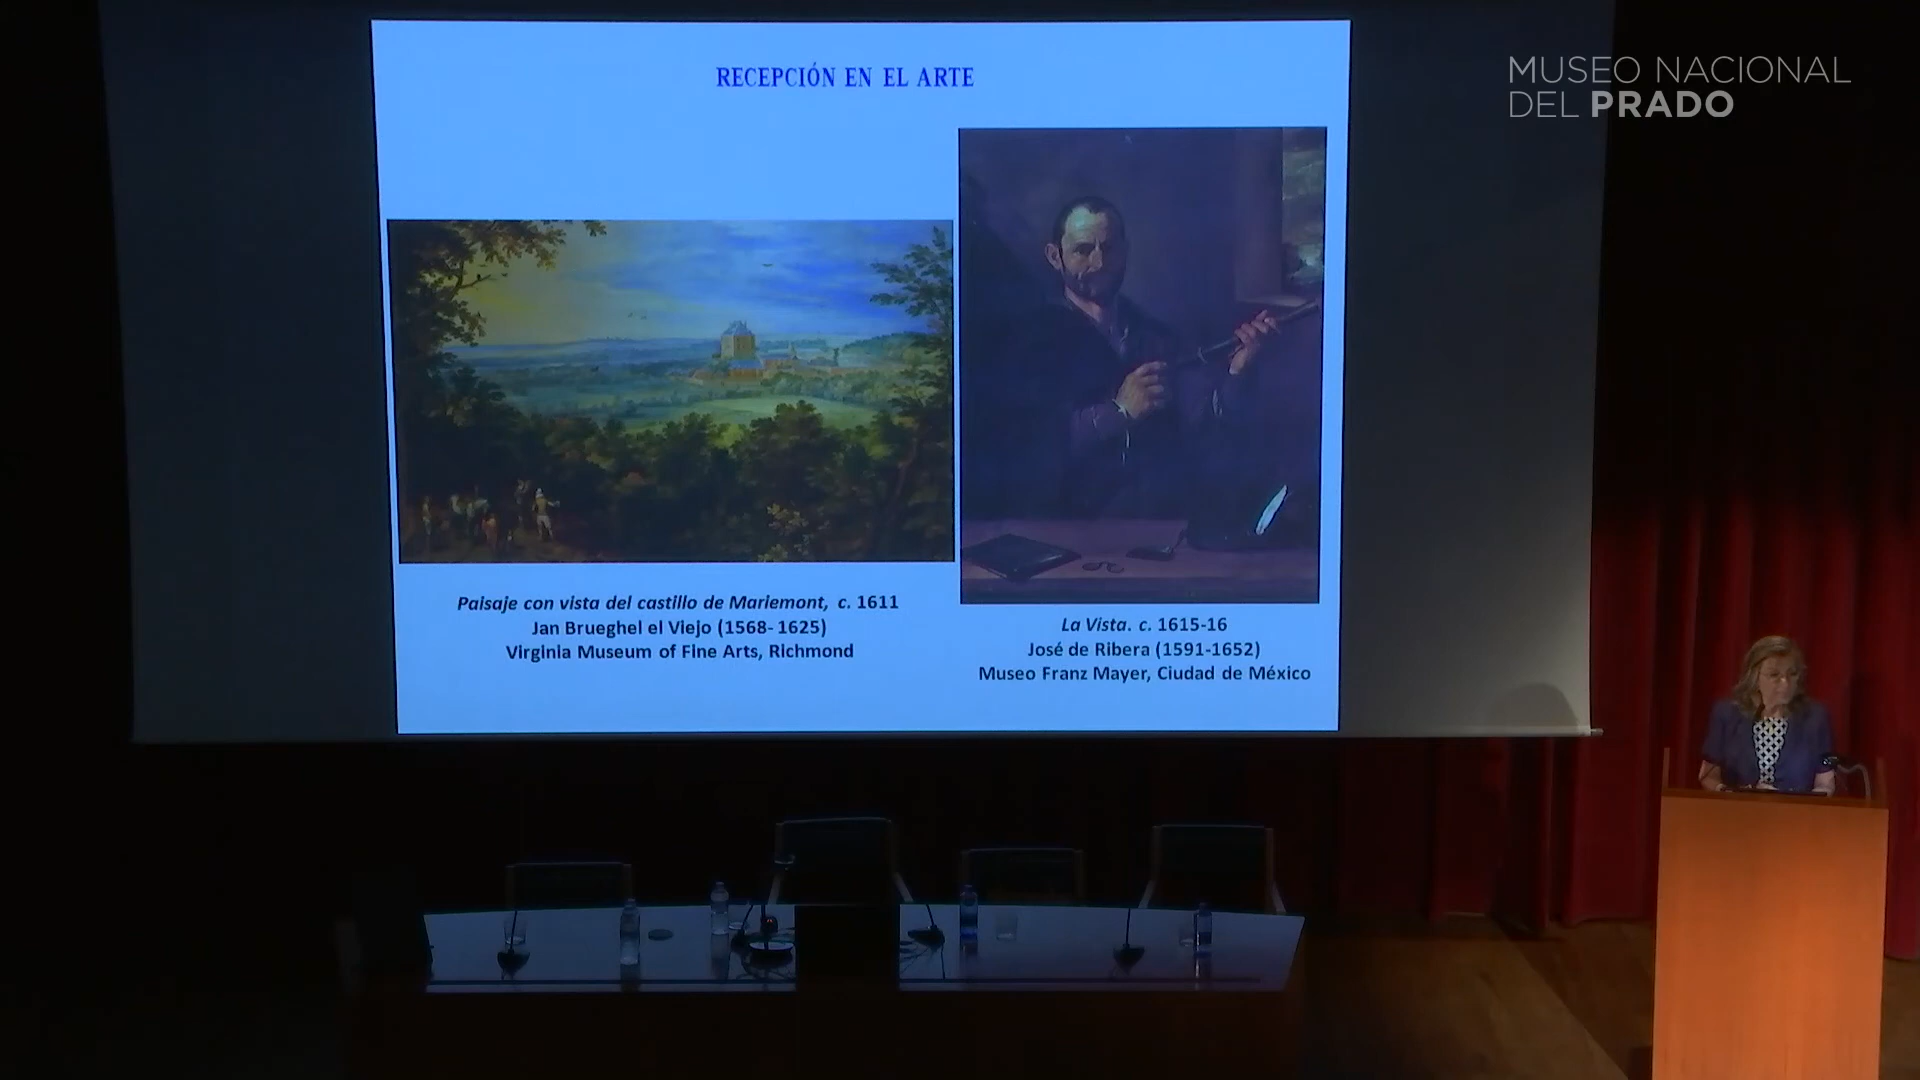 RECEPCIÓN EN EL ARTE
MUSEO NACIONAL
DEL PRADO
Paisaje con vista del castillo de Mariemont, c. 1611
Jan Brueghel el Viejo (1568- 1625)
Virginia Museum of Fine Arts, Richmond
La Vista. c. 1615-16
José de Ribera (1591-1652)
Museo Franz Mayer, Ciudad de México